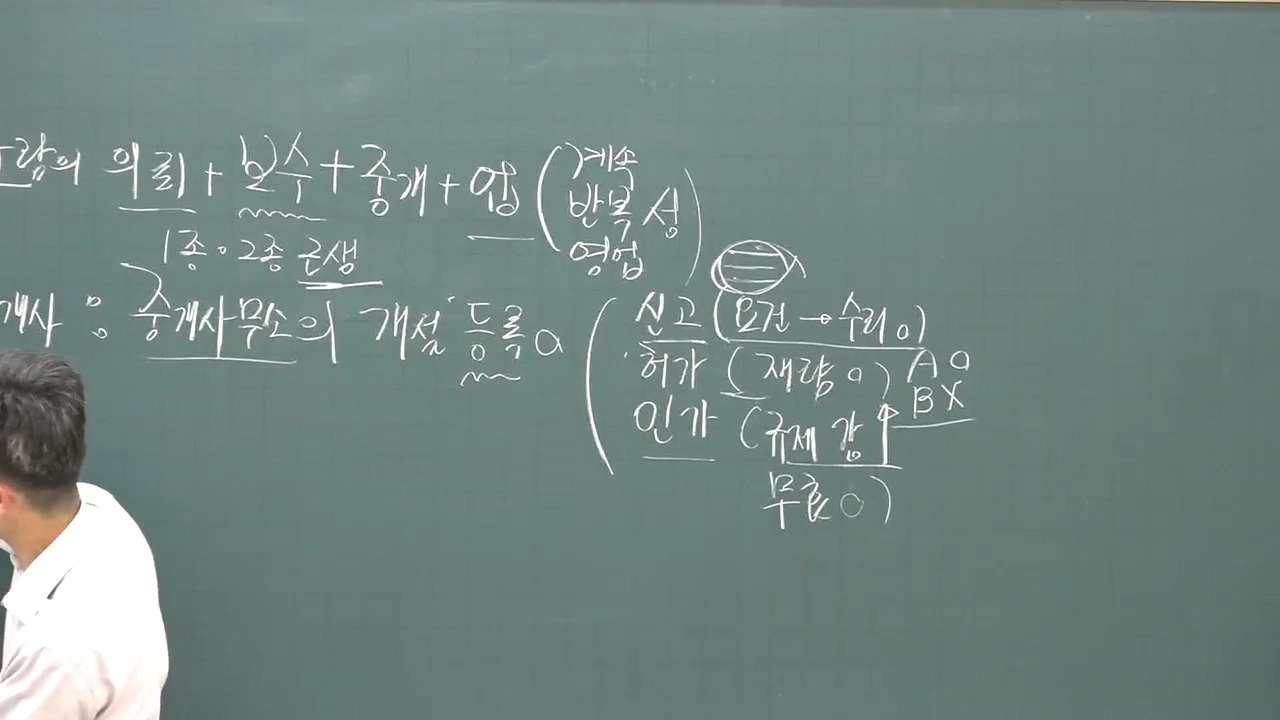 람의 의뢰 + 보수 + 중개 + 업 (계속
반복 성
영업 )
1종·2종 근생
개사 : 중개사무소의 개설 등록 o
( 신고 (요건 → 수리 o)
허가 (재량 o) A o
B X
인가 (규제 강↑
무효 o)